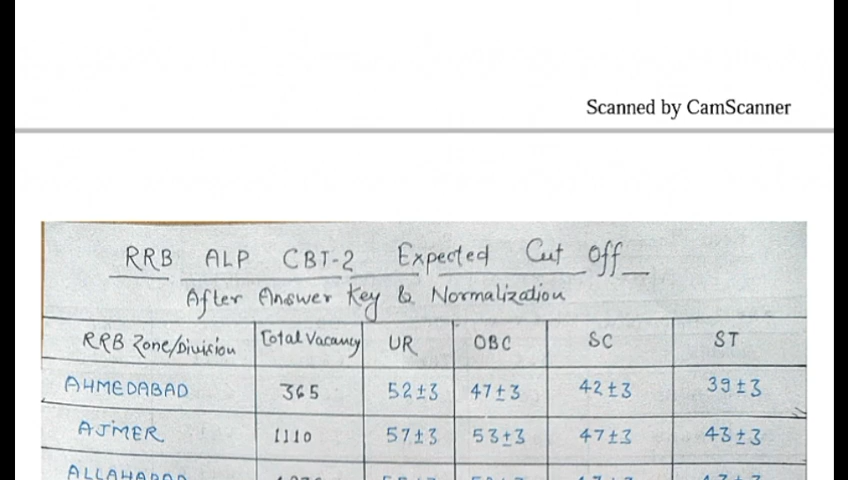 Scanned by CamScanner
RRB ALP CBT-2 Expected Cut Off
After Answer Key & Normalization
RRB Zone/Division Total Vacancy UR OBC SC ST
AHMEDABAD 365 52±3 47±3 42±3 39±3
AJMER 1110 57±3 53±3 47±3 43±3
ALLAHABAD